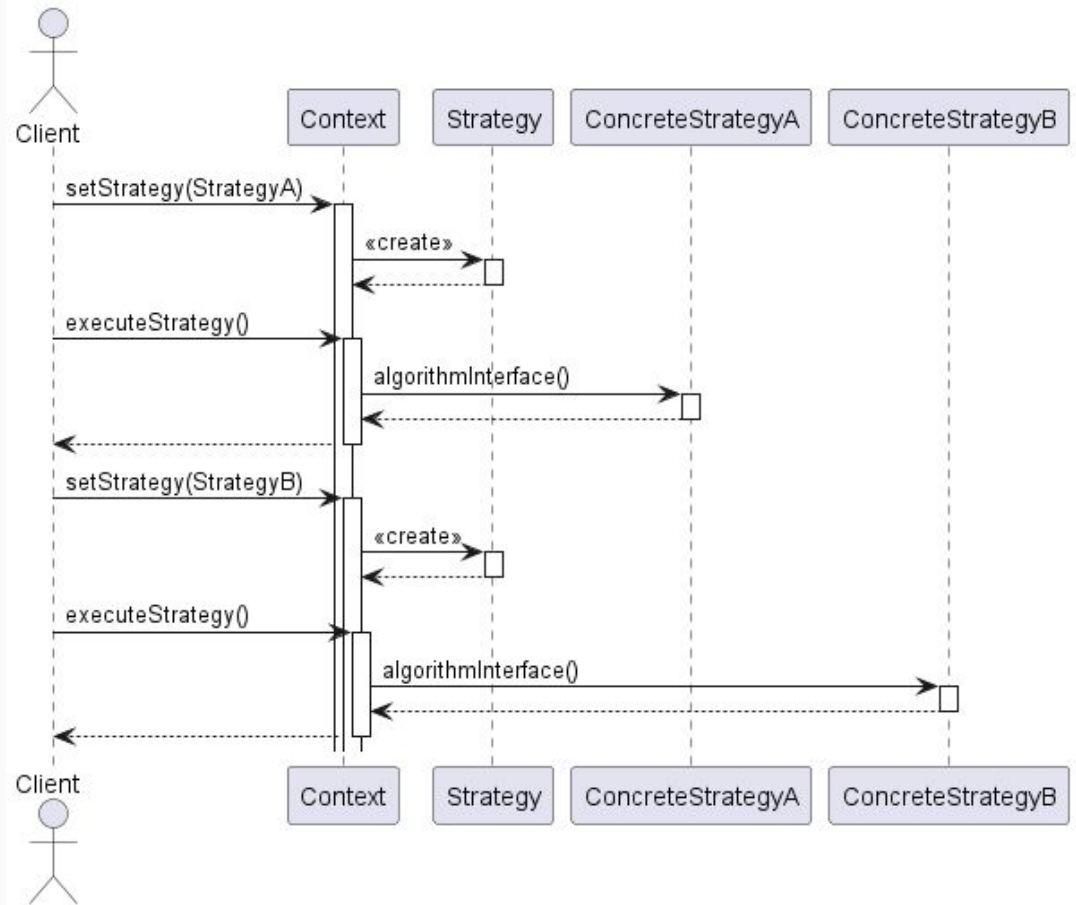 Client
Context
Strategy
ConcreteStrategyA
ConcreteStrategyB
setStrategy(StrategyA)
«create»
executeStrategy()
algorithmInterface()
setStrategy(StrategyB)
«create»
executeStrategy()
algorithmInterface()
Client
Context
Strategy
ConcreteStrategyA
ConcreteStrategyB